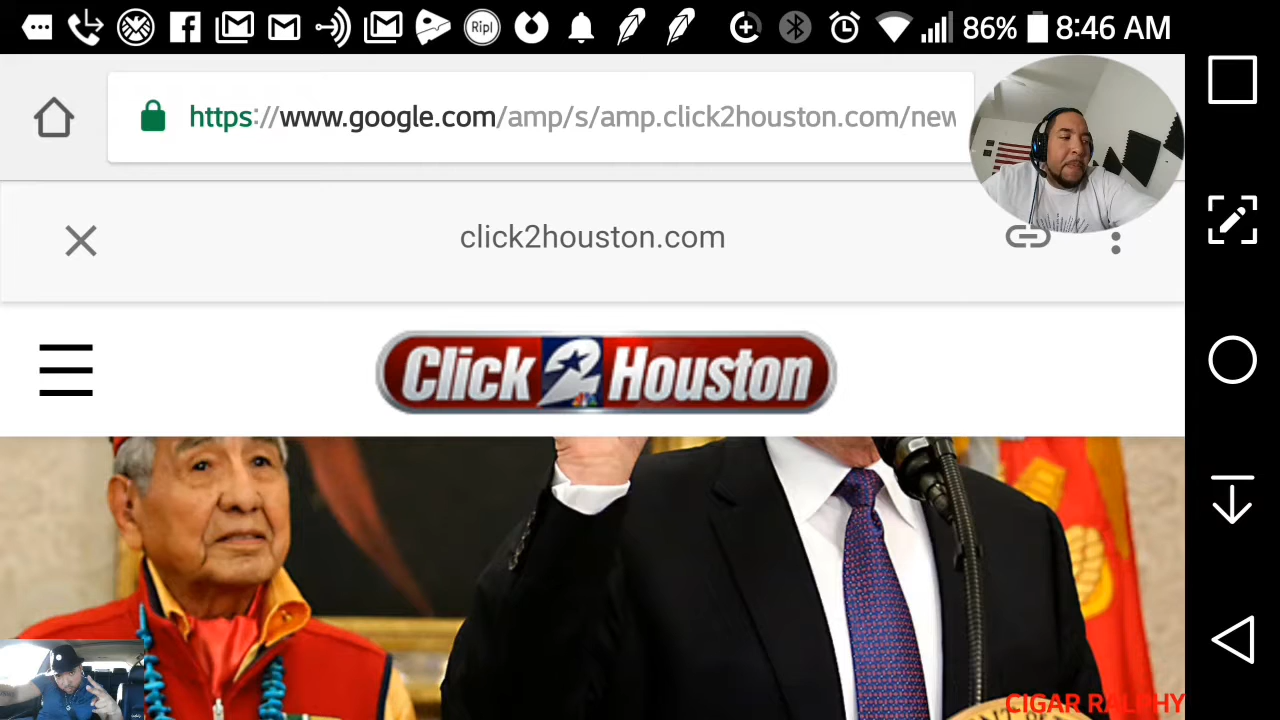 Ripl 86% 8:46 AM
https://www.google.com/amp/s/amp.click2houston.com/new
click2houston.com
Click 2 Houston
CIGAR RALPHY